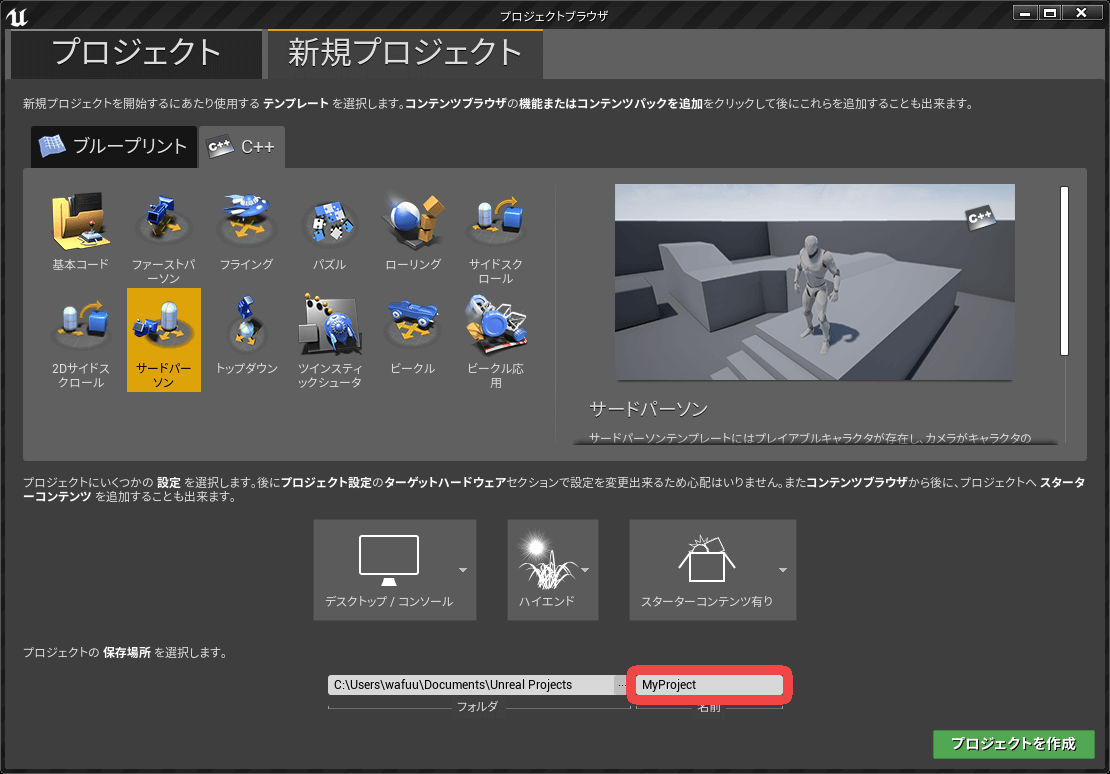 プロジェクトブラウザ
プロジェクト
新規プロジェクト
新規プロジェクトを開始するにあたり使用する テンプレート を選択します。コンテンツブラウザの機能またはコンテンツパックを追加をクリックして後にこれらを追加することも出来ます。
ブループリント
C++
C++
基本コード
ファーストパ
ーソン
フライング
パズル
ローリング
サイドスク
ロール
2Dサイドス
クロール
サードパー
ソン
トップダウン
ツインスティ
ックシュータ
ビークル
ビークル応
用
C++
サードパーソン
サードパーソンテンプレートにはプレイアブルキャラクタが存在し、カメラがキャラクタの
プロジェクトにいくつかの 設定 を選択します。後にプロジェクト設定のターゲットハードウェアセクションで設定を変更出来るため心配はいりません。またコンテンツブラウザから後に、プロジェクトへ スタータ
ーコンテンツ を追加することも出来ます。
デスクトップ / コンソール
ハイエンド
スターターコンテンツ有り
プロジェクトの 保存場所 を選択します。
C:\Users\wafuu\Documents\Unreal Projects
...
MyProject
フォルダ
名前
プロジェクトを作成